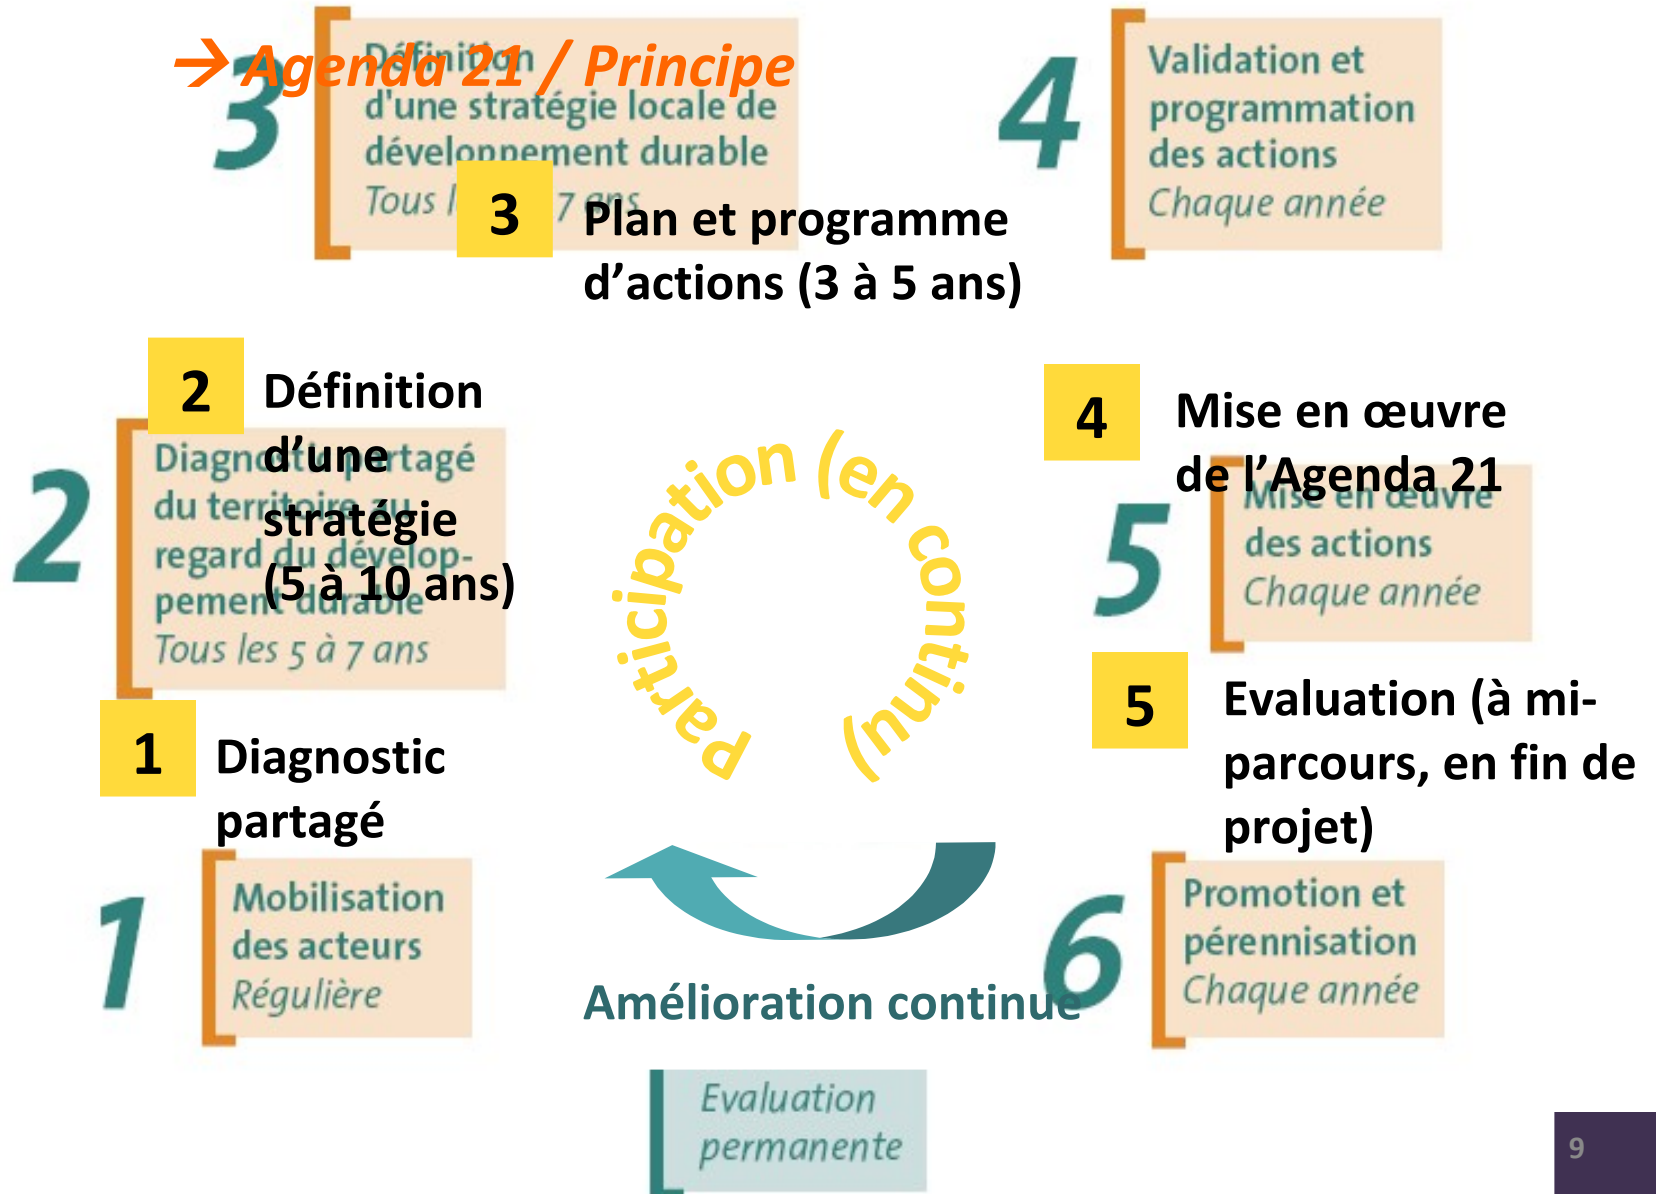 → Agenda 21 / Principe
3
Définition
d'une stratégie locale de
développement durable
Tous 7 ans
4
Validation et
programmation
des actions
Chaque année
3
Plan et programme
d’actions (3 à 5 ans)
2
Définition
d’une
stratégie
(5 à 10 ans)
2
Diagnostic partagé
du territoire au
regard du dévelop-
pement durable
Tous les 5 à 7 ans
4
Mise en œuvre
de l’Agenda 21
5
Mise en œuvre
des actions
Chaque année
Participation (en continu)
1
Diagnostic
partagé
5
Evaluation (à mi-
parcours, en fin de
projet)
1
Mobilisation
des acteurs
Régulière
6
Promotion et
pérennisation
Chaque année
Amélioration continue
Evaluation
permanente
9